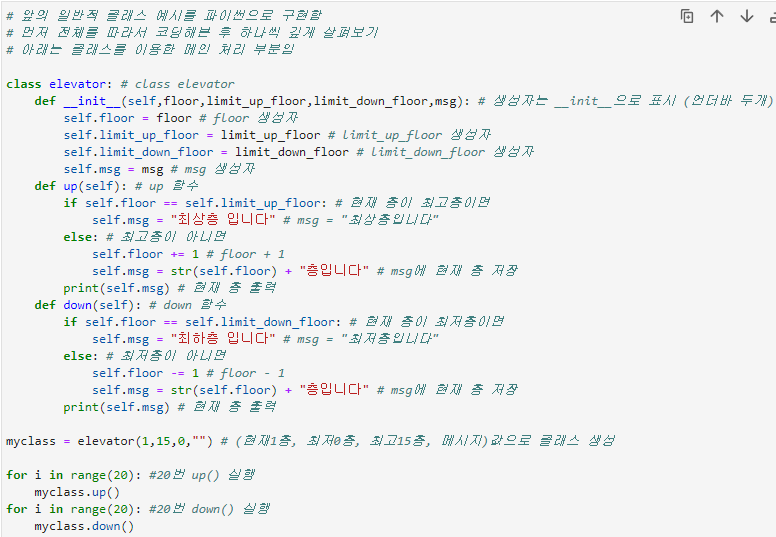 # 앞의 일반적 클래스 예시를 파이썬으로 구현함
# 먼저 전체를 따라서 코딩해본 후 하나씩 깊게 살펴보기
# 아래는 클래스를 이용한 메인 처리 부분임
class elevator: # class elevator
def __init__(self,floor,limit_up_floor,limit_down_floor,msg): # 생성자는 __init__으로 표시 (언더바 두개)
self.floor = floor # floor 생성자
self.limit_up_floor = limit_up_floor # limit_up_floor 생성자
self.limit_down_floor = limit_down_floor # limit_down_floor 생성자
self.msg = msg # msg 생성자
def up(self): # up 함수
if self.floor == self.limit_up_floor: # 현재 층이 최고층이면
self.msg = "최상층 입니다" # msg = "최상층입니다"
else: # 최고층이 아니면
self.floor += 1 # floor + 1
self.msg = str(self.floor) + "층입니다" # msg에 현재 층 저장
print(self.msg) # 현재 층 출력
def down(self): # down 함수
if self.floor == self.limit_down_floor: # 현재 층이 최저층이면
self.msg = "최하층 입니다" # msg = "최저층입니다"
else: # 최저층이 아니면
self.floor -= 1 # floor - 1
self.msg = str(self.floor) + "층입니다" # msg에 현재 층 저장
print(self.msg) # 현재 층 출력
myclass = elevator(1,15,0,"") # (현재1층, 최저0층, 최고15층, 메시지)값으로 클래스 생성
for i in range(20): #20번 up() 실행
myclass.up()
for i in range(20): #20번 down() 실행
myclass.down()